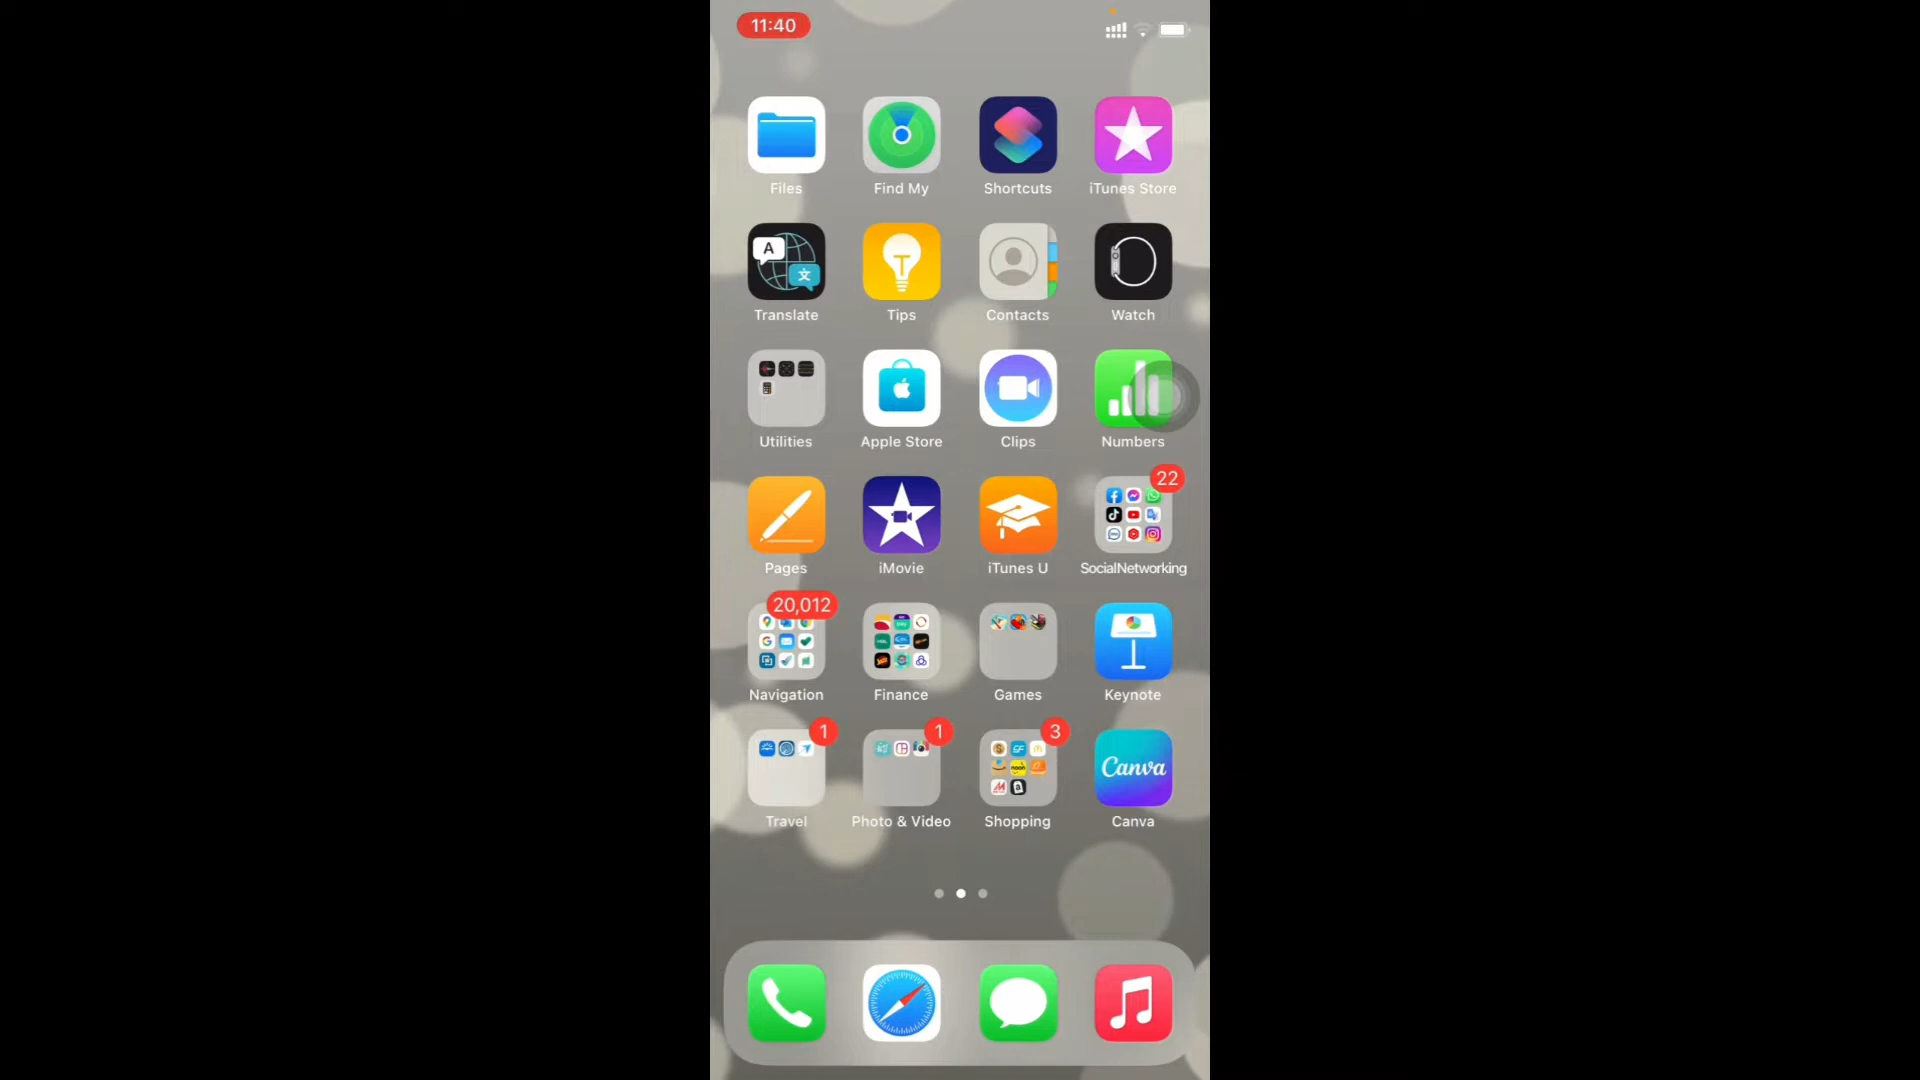 11:40
Files Find My Shortcuts iTunes Store
A 文
Translate Tips Contacts Watch
Utilities Apple Store Clips Numbers
22
Pages iMovie iTunes U SocialNetworking
20,012
Navigation Finance Games Keynote
1 1 3
Canva
Travel Photo & Video Shopping Canva